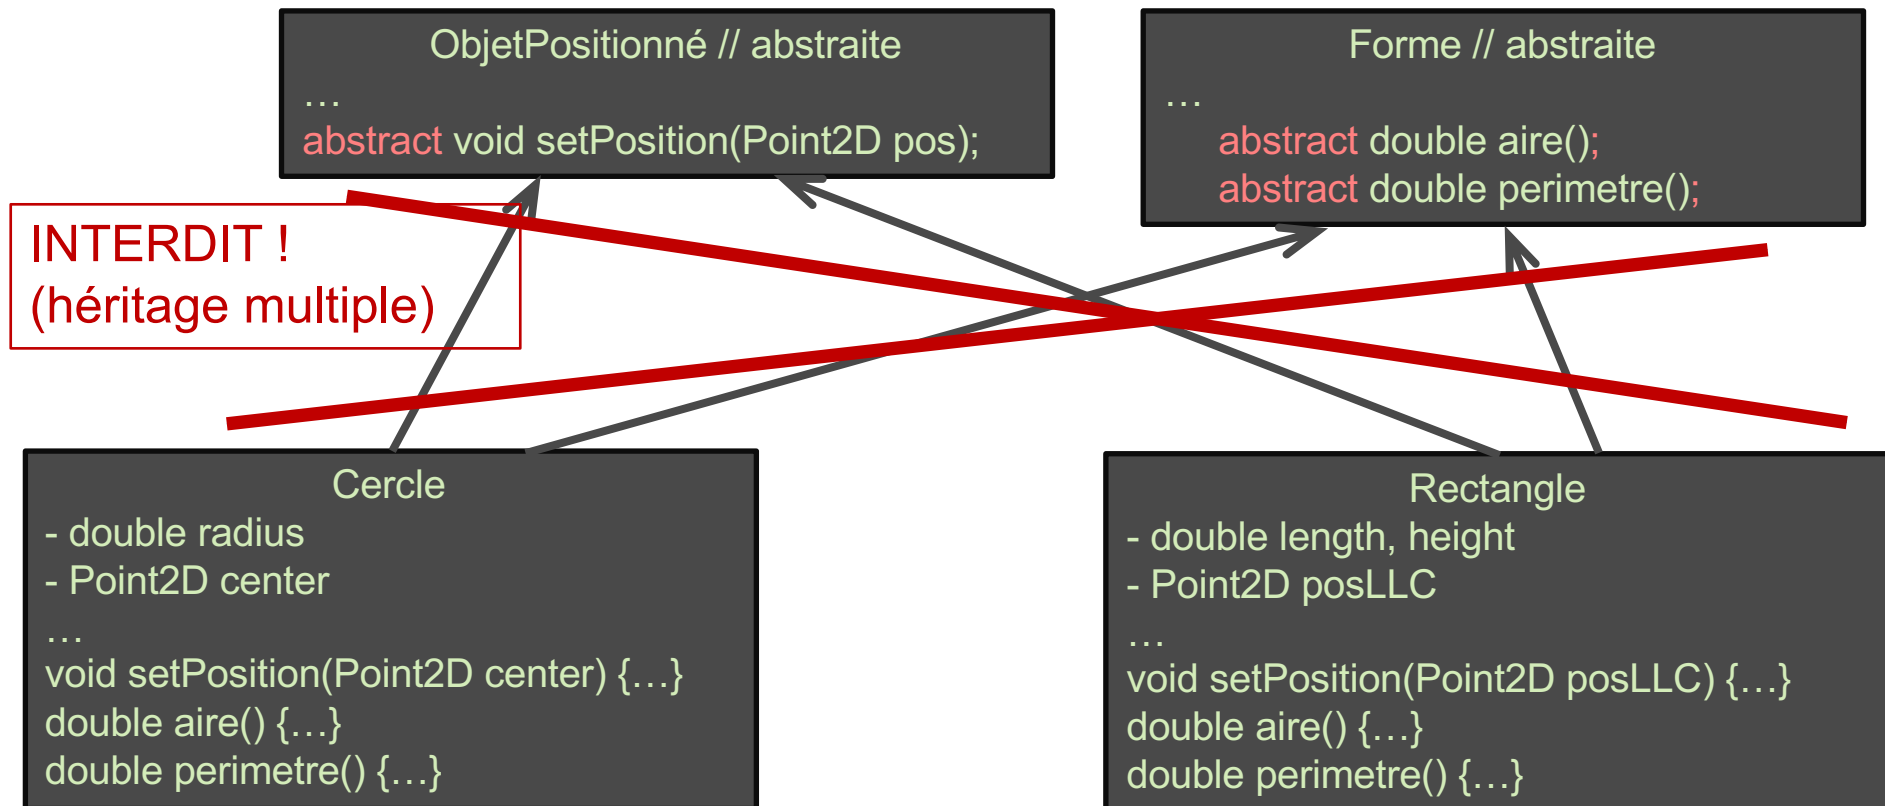 ObjetPositionné // abstraite
…
abstract void setPosition(Point2D pos);
Forme // abstraite
…
abstract double aire();
abstract double perimetre();
INTERDIT !
(héritage multiple)
Cercle
- double radius
- Point2D center
…
void setPosition(Point2D center) {…}
double aire() {…}
double perimetre() {…}
Rectangle
- double length, height
- Point2D posLLC
…
void setPosition(Point2D posLLC) {…}
double aire() {…}
double perimetre() {…}